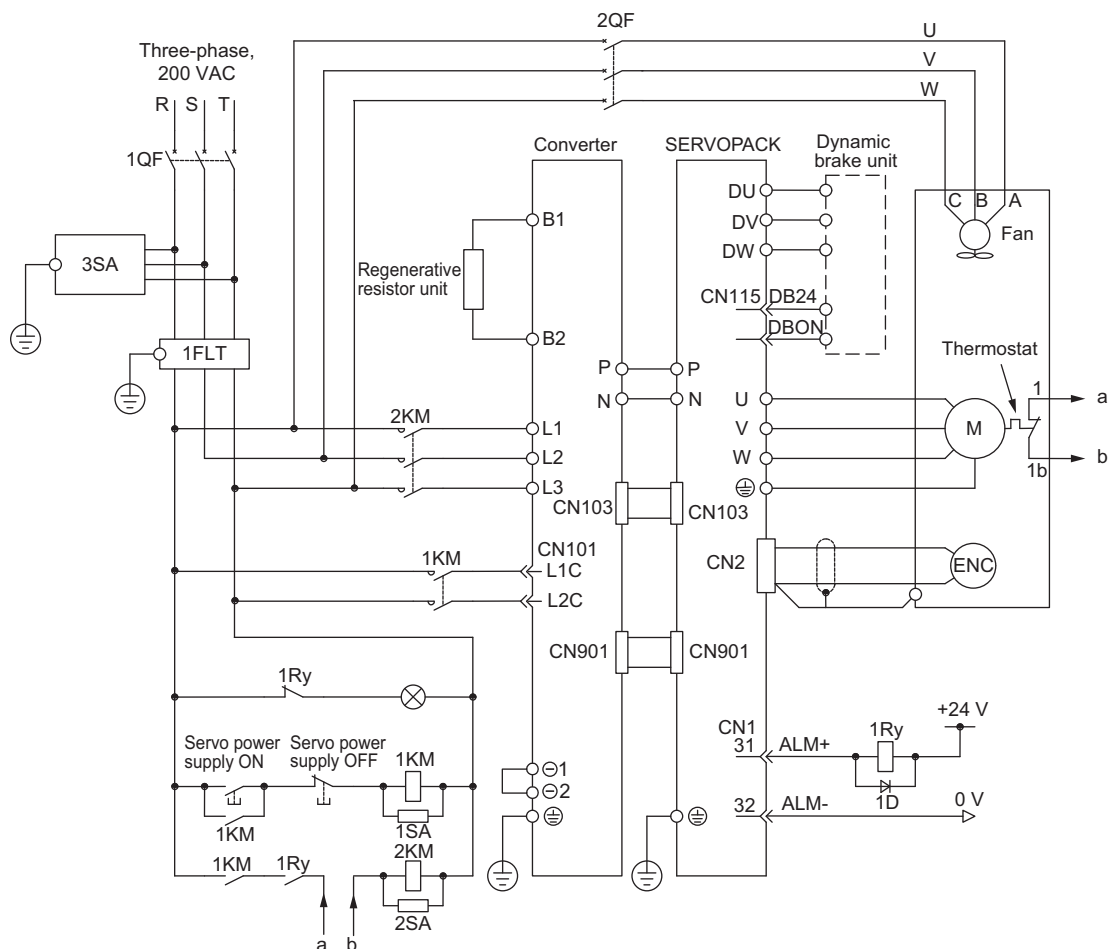 2QF
U
V
W
Three-phase,
200 VAC
R S T
1QF
3SA
1FLT
Converter
SERVOPACK
Dynamic
brake unit
B1
Regenerative
resistor unit
B2
DU
DV
DW
CN115 DB24
DBON
C B A
Fan
Thermostat
P P
N N
2KM
L1
L2
L3
U
V
W
M
1
1b
a
b
CN103 CN103
1KM
CN101
L1C
L2C
CN2
ENC
CN901 CN901
1Ry
Servo power
supply ON
Servo power
supply OFF
1KM
1KM
1SA
2KM
2SA
1KM 1Ry
a b
⊖1
⊖2
CN1
31 ALM+
1Ry
+24 V
1D
32 ALM-
0 V